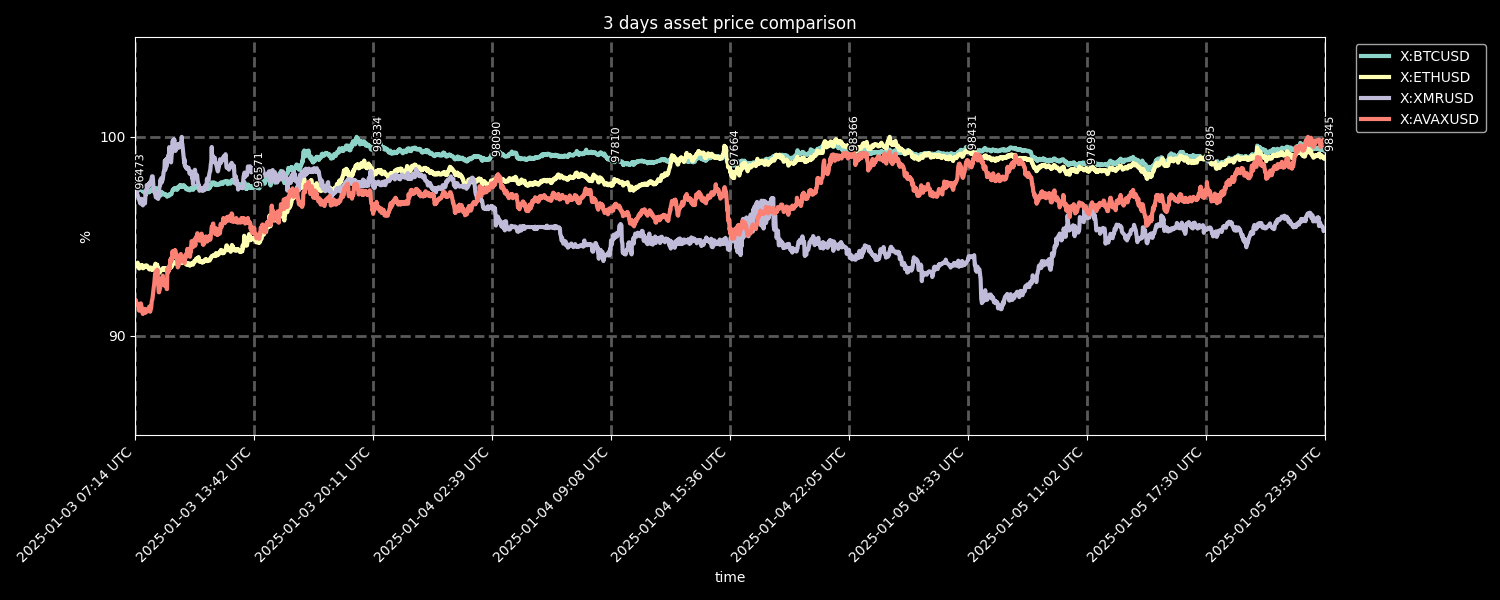 3 days asset price comparison
X:BTCUSD
X:ETHUSD
X:XMRUSD
X:AVAXUSD
100
90
%
96473
96571
98334
98090
97810
97664
98366
98431
97698
97895
98345
2025-01-03 07:14 UTC
2025-01-03 13:42 UTC
2025-01-03 20:11 UTC
2025-01-04 02:39 UTC
2025-01-04 09:08 UTC
2025-01-04 15:36 UTC
2025-01-04 22:05 UTC
2025-01-05 04:33 UTC
2025-01-05 11:02 UTC
2025-01-05 17:30 UTC
2025-01-05 23:59 UTC
time